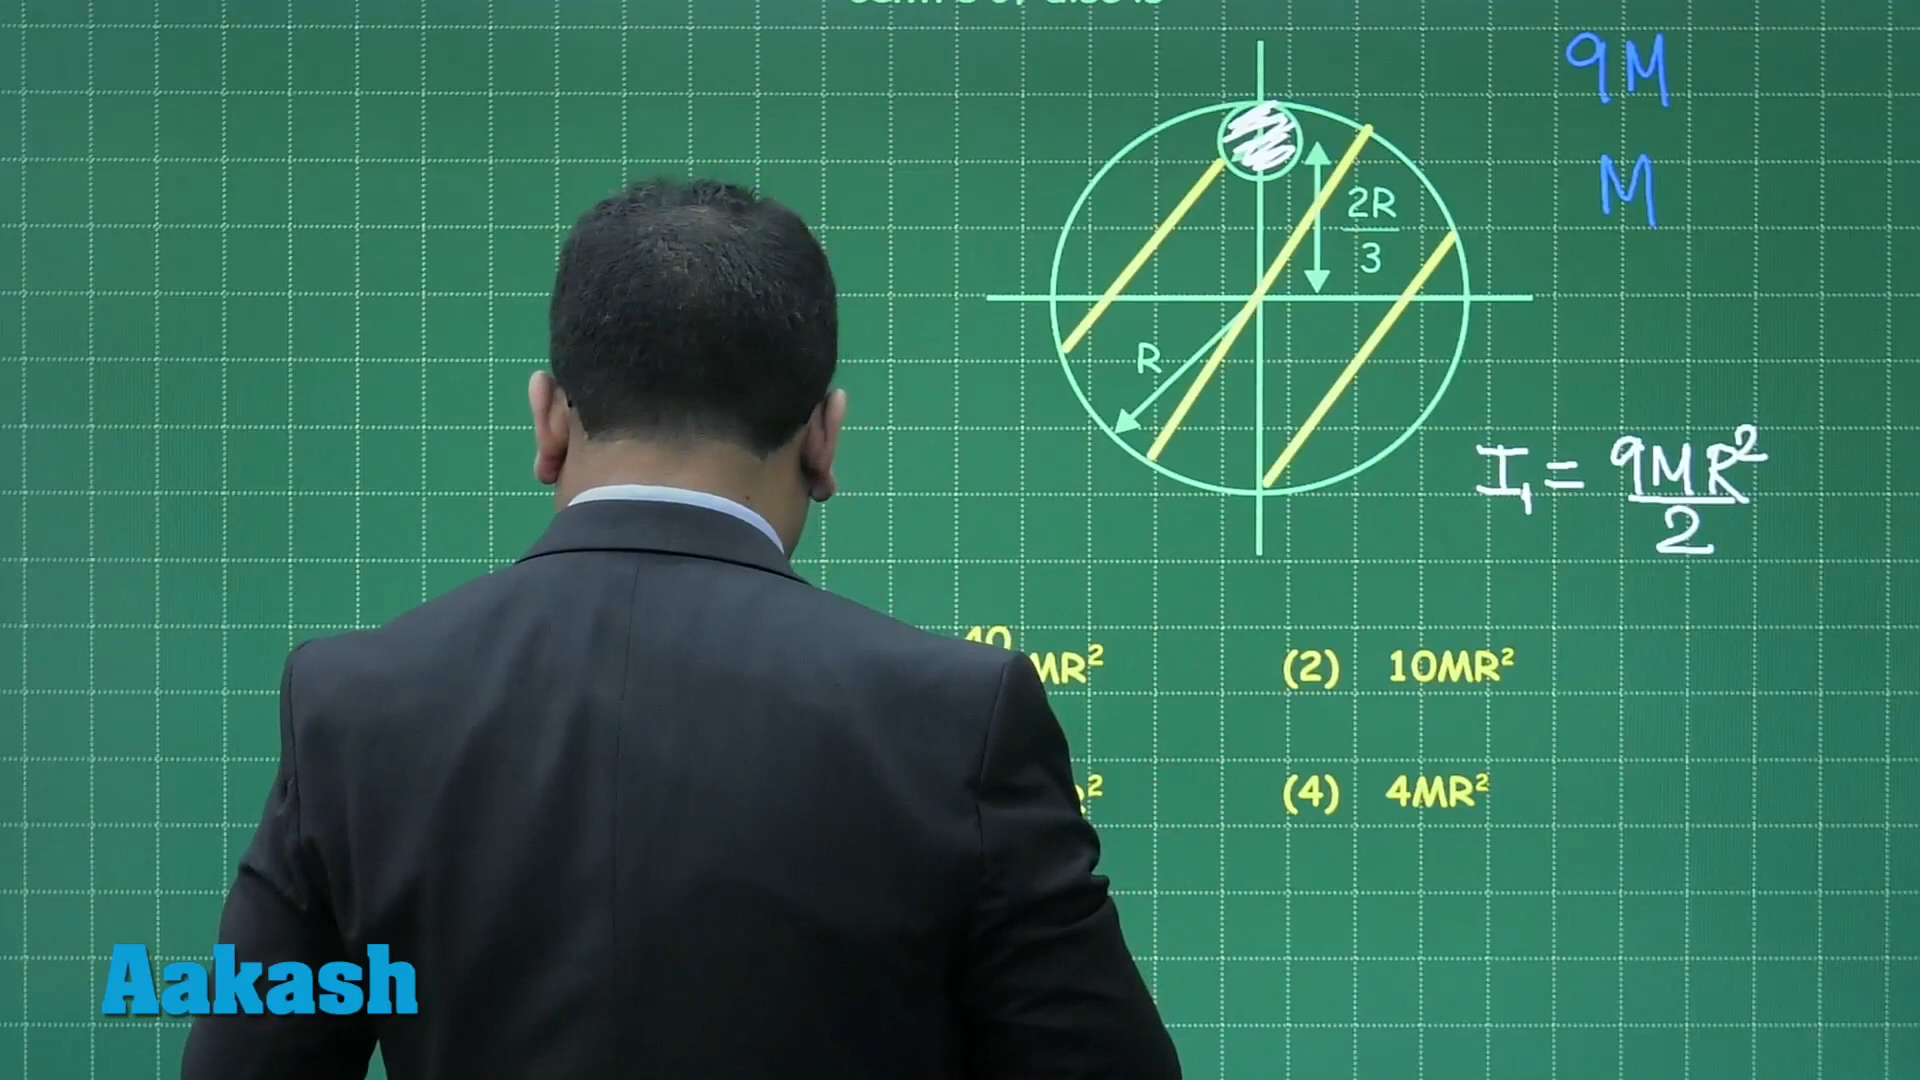 9M
M
2R
3
R
I₁ = 9MR²
2
MR²
(2) 10MR²
(4) 4MR²
Aakash